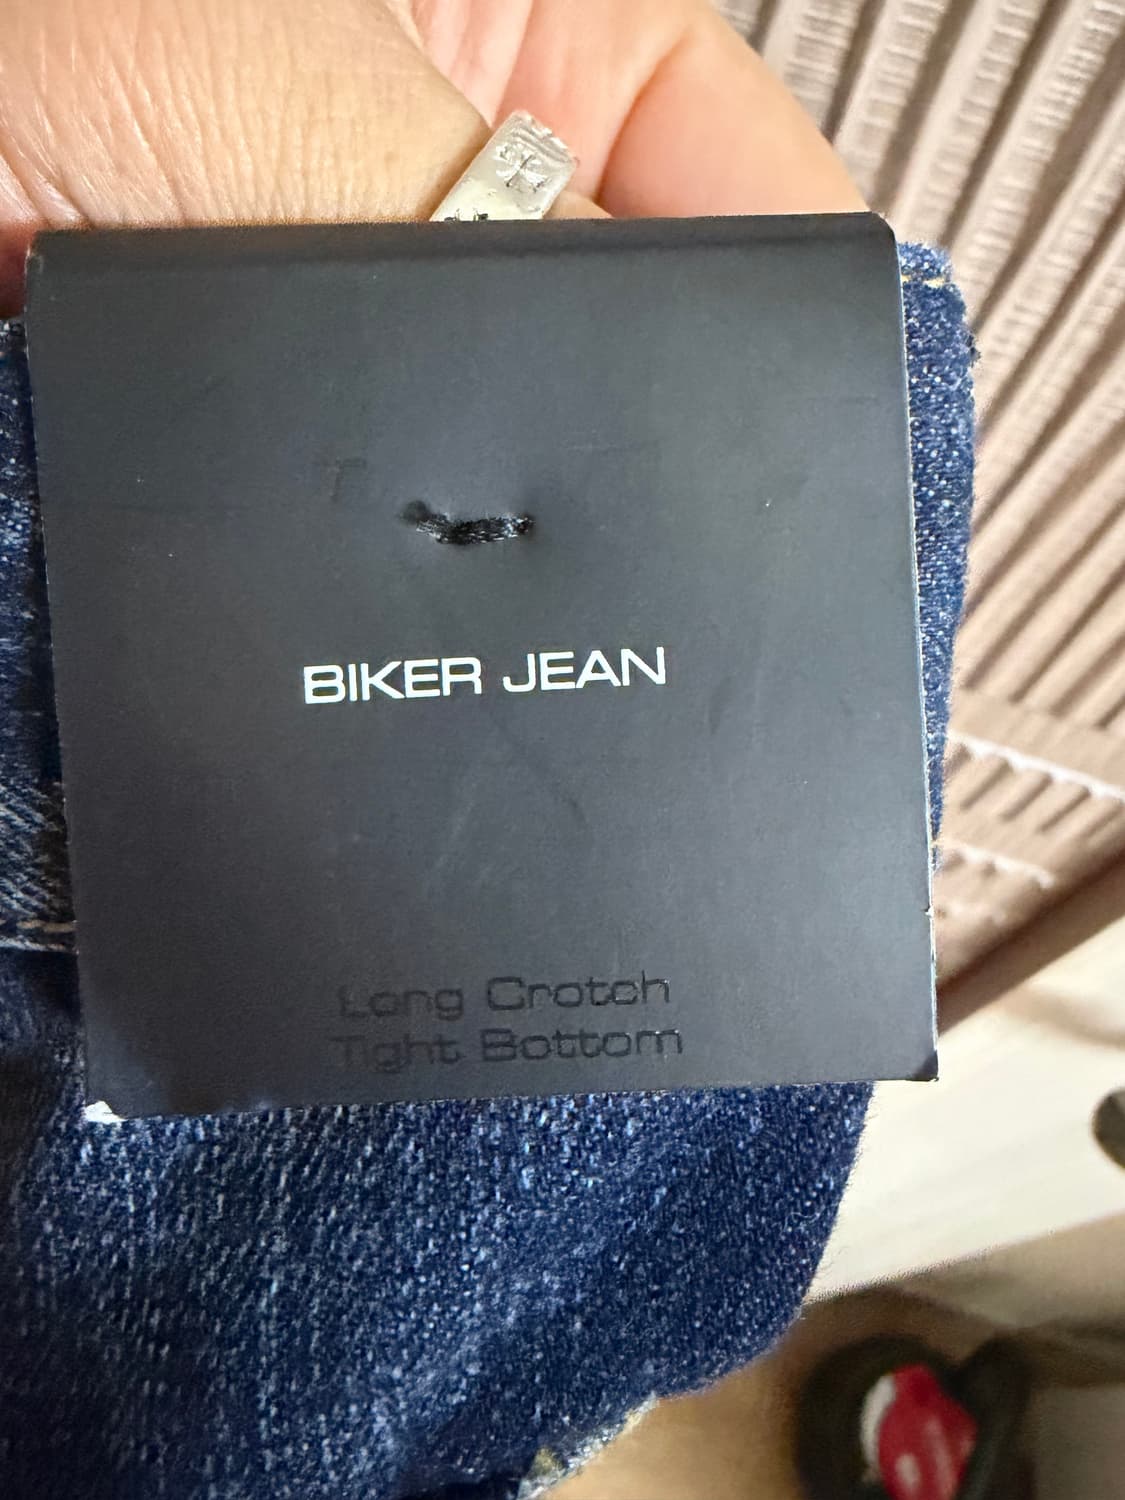 BIKER JEAN
Long Crotch
Tight Bottom